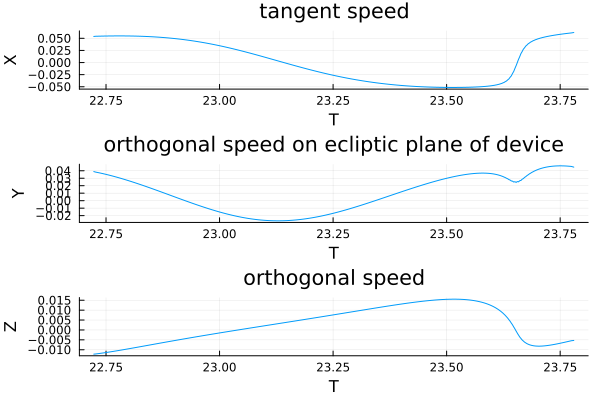 tangent speed
0.050
0.025
0.000
−0.025
−0.050
X
22.75 23.00 23.25 23.50 23.75
T
orthogonal speed on ecliptic plane of device
0.04
0.03
0.02
0.01
0.00
−0.01
−0.02
Y
22.75 23.00 23.25 23.50 23.75
T
orthogonal speed
0.015
0.010
0.005
0.000
−0.005
−0.010
Z
22.75 23.00 23.25 23.50 23.75
T